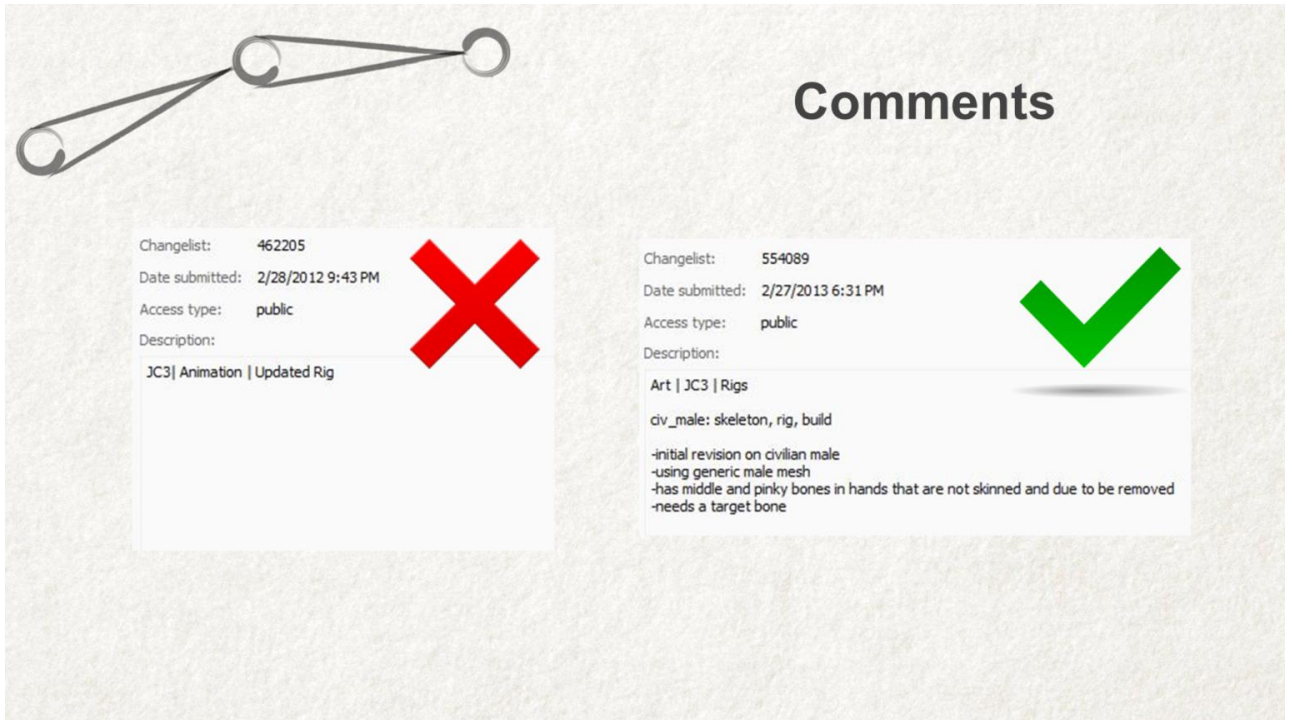 Comments
Changelist: 462205
Date submitted: 2/28/2012 9:43 PM
Access type: public
Description:
JC3| Animation | Updated Rig
Changelist: 554089
Date submitted: 2/27/2013 6:31 PM
Access type: public
Description:
Art | JC3 | Rigs
civ_male: skeleton, rig, build
-initial revision on civilian male
-using generic male mesh
-has middle and pinky bones in hands that are not skinned and due to be removed
-needs a target bone